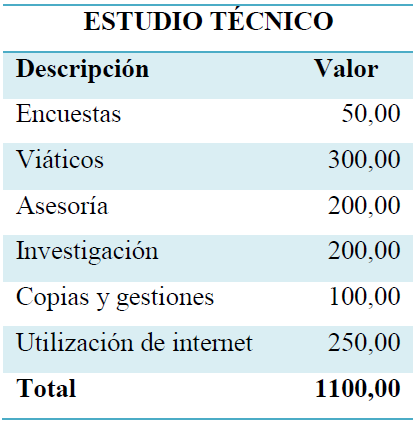 ESTUDIO TÉCNICO
Descripción Valor
Encuestas 50,00
Viáticos 300,00
Asesoría 200,00
Investigación 200,00
Copias y gestiones 100,00
Utilización de internet 250,00
Total 1100,00